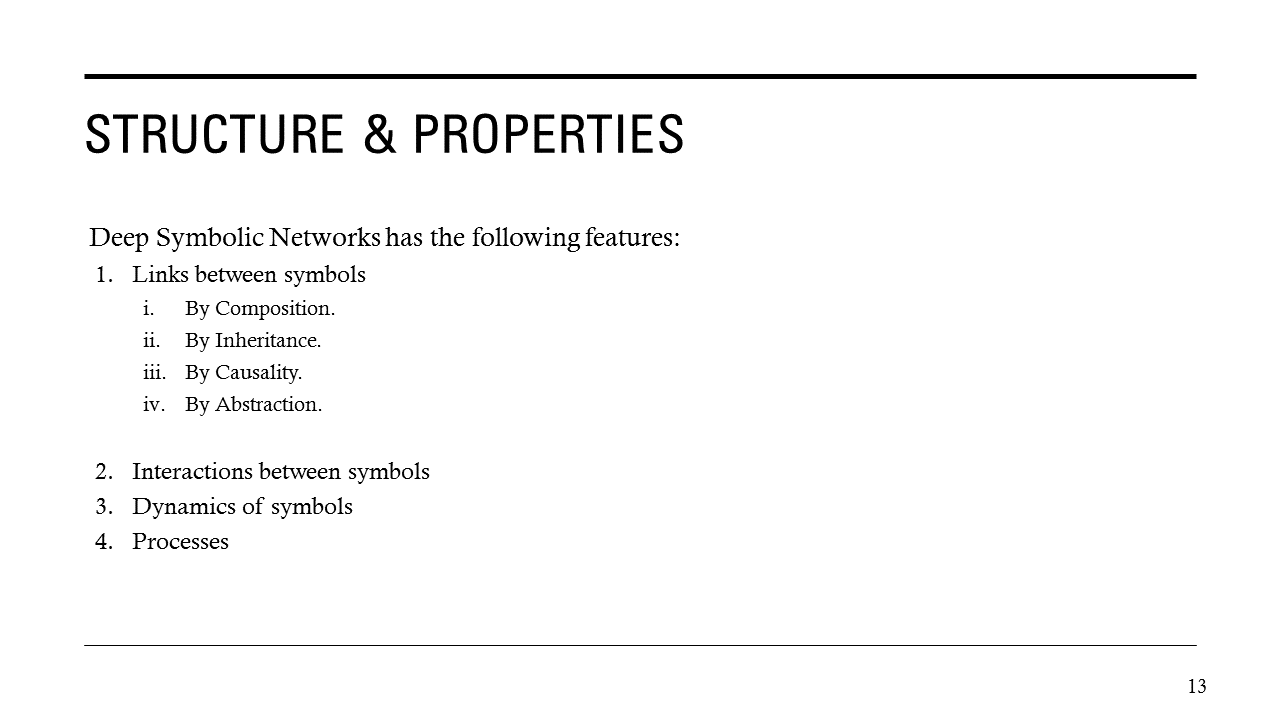 STRUCTURE & PROPERTIES
Deep Symbolic Networks has the following features:
1. Links between symbols
i. By Composition.
ii. By Inheritance.
iii. By Causality.
iv. By Abstraction.
2. Interactions between symbols
3. Dynamics of symbols
4. Processes
13